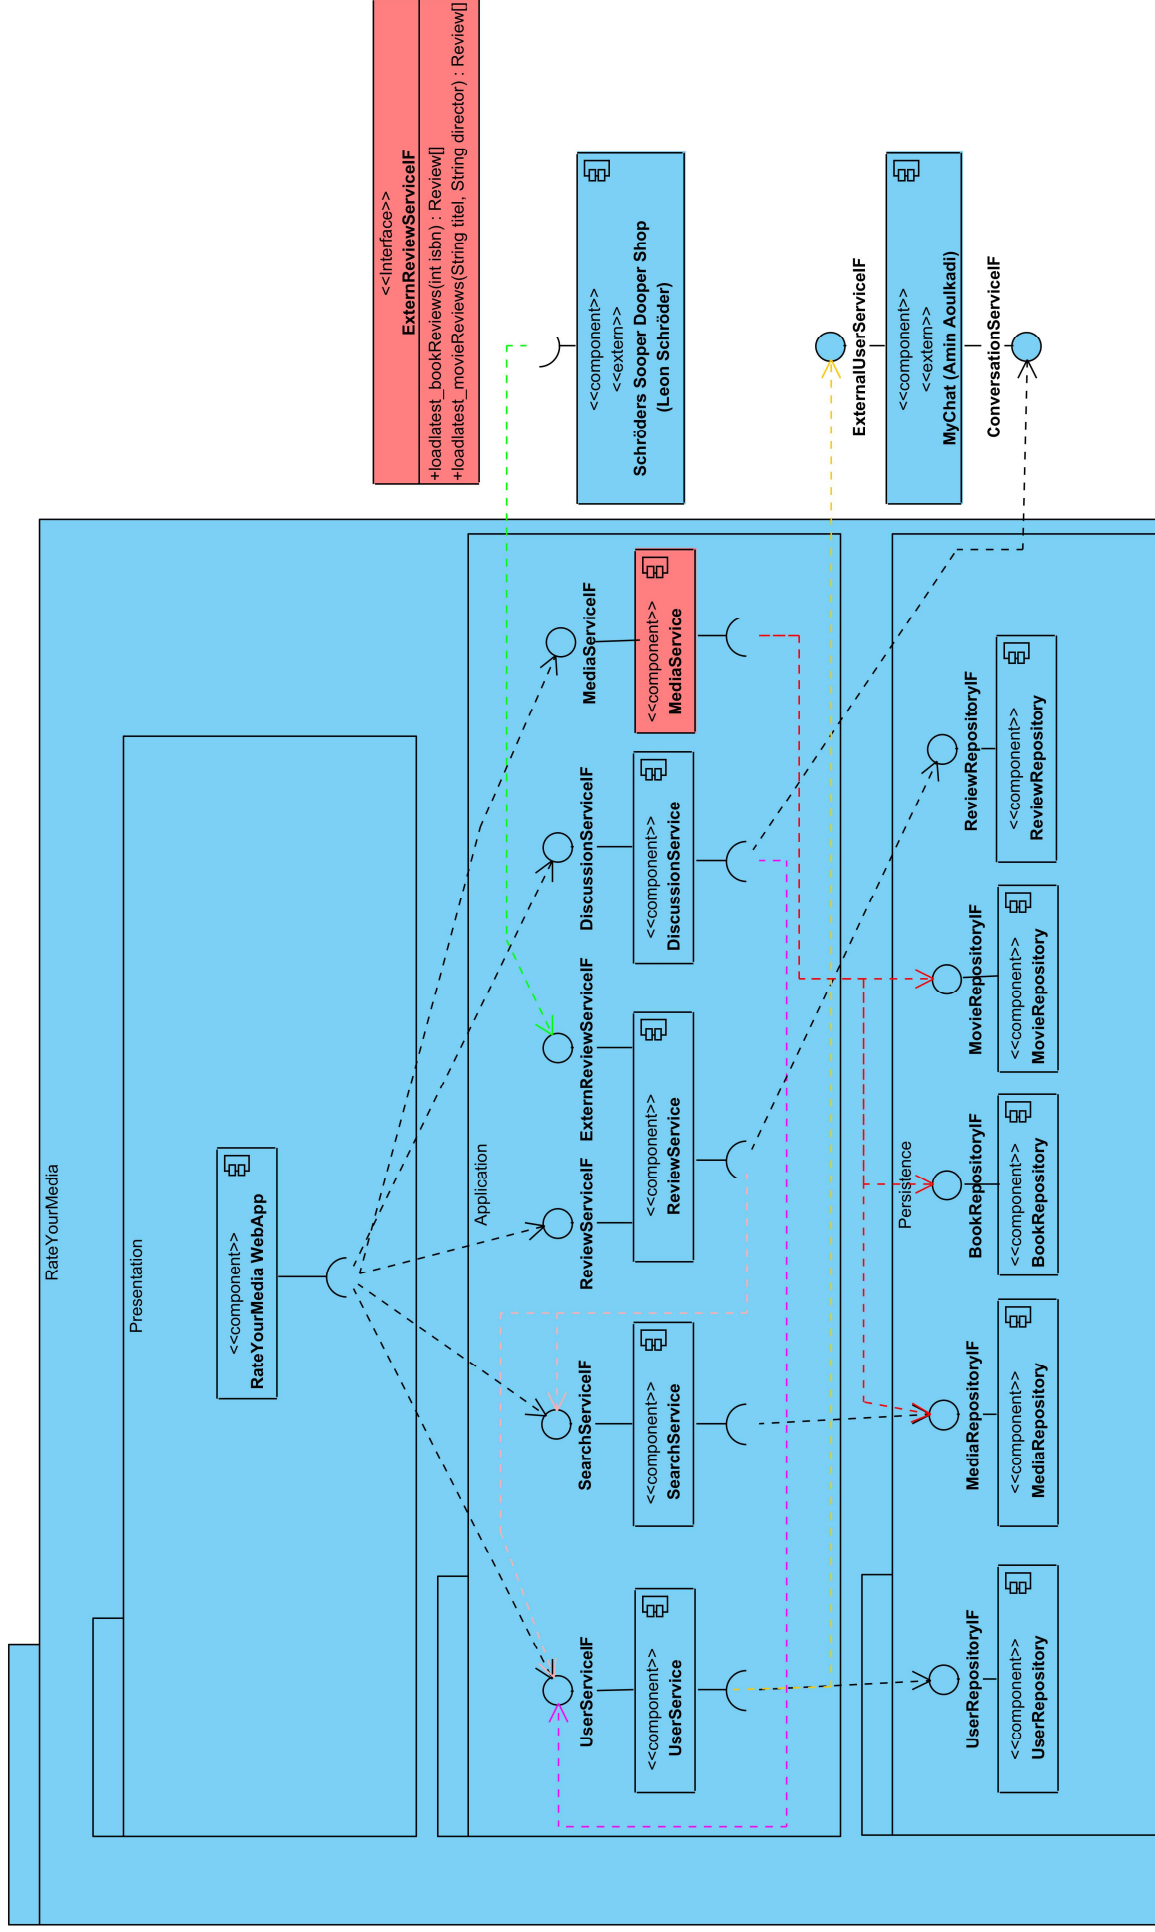 RateYourMedia
Presentation
<<component>>
RateYourMedia WebApp
<<Interface>>
ExternReviewServiceIF
+loadlatest_bookReviews(int isbn) : Review[]
+loadlatest_movieReviews(String titel, String director) : Review[]
Application
UserServiceIF
SearchServiceIF
ReviewServiceIF
ExternReviewServiceIF
DiscussionServiceIF
MediaServiceIF
<<component>>
UserService
<<component>>
SearchService
<<component>>
ReviewService
<<component>>
DiscussionService
<<component>>
MediaService
<<component>>
<<extern>>
Schröders Sooper Dooper Shop
(Leon Schröder)
ExternalUserServiceIF
<<component>>
<<extern>>
MyChat (Amin Aoulkadi)
ConversationServiceIF
Persistence
UserRepositoryIF
MediaRepositoryIF
BookRepositoryIF
MovieRepositoryIF
ReviewRepositoryIF
<<component>>
UserRepository
<<component>>
MediaRepository
<<component>>
BookRepository
<<component>>
MovieRepository
<<component>>
ReviewRepository